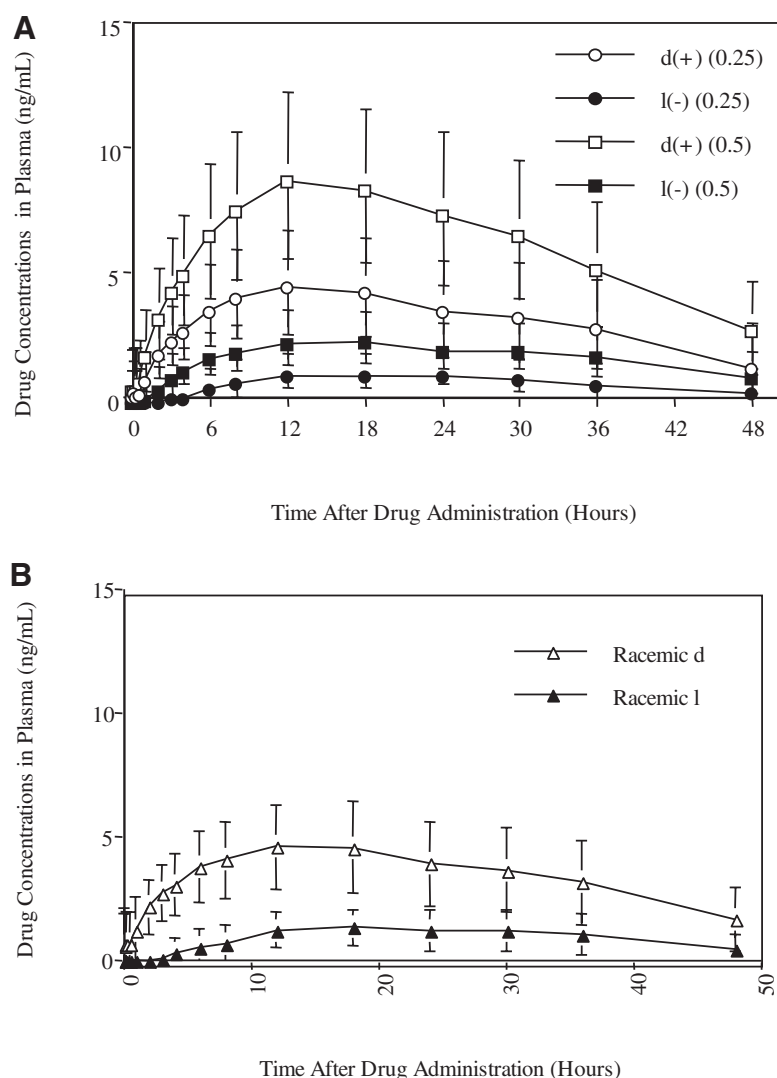 A
15
10
5
0
Drug Concentrations in Plasma (ng/mL)
d(+) (0.25)
l(-) (0.25)
d(+) (0.5)
l(-) (0.5)
0 6 12 18 24 30 36 42 48
Time After Drug Administration (Hours)
B
15
10
5
0
Drug Concentrations in Plasma (ng/mL)
Racemic d
Racemic l
0 10 20 30 40 50
Time After Drug Administration (Hours)